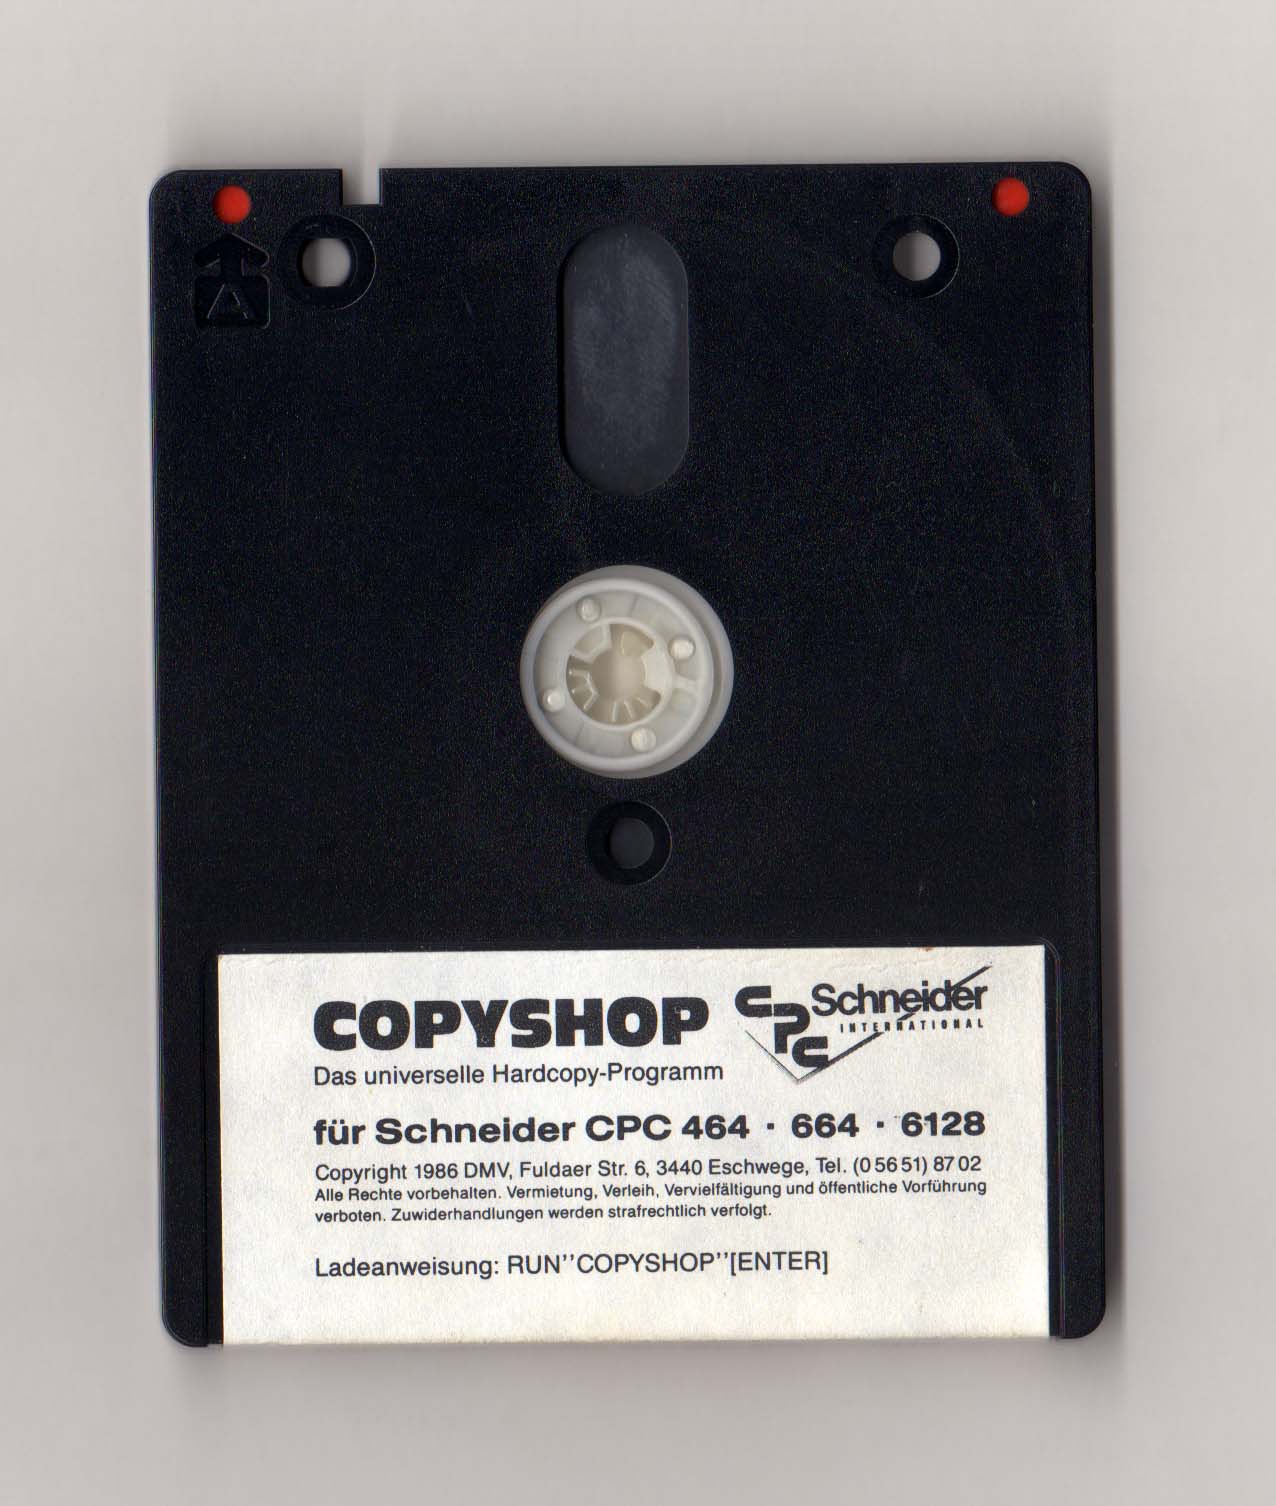 A
COPYSHOP
CPC Schneider
INTERNATIONAL
Das universelle Hardcopy-Programm
für Schneider CPC 464 · 664 · 6128
Copyright 1986 DMV, Fuldaer Str. 6, 3440 Eschwege, Tel. (0 56 51) 87 02
Alle Rechte vorbehalten. Vermietung, Verleih, Vervielfältigung und öffentliche Vorführung
verboten. Zuwiderhandlungen werden strafrechtlich verfolgt.
Ladeanweisung: RUN''COPYSHOP''[ENTER]